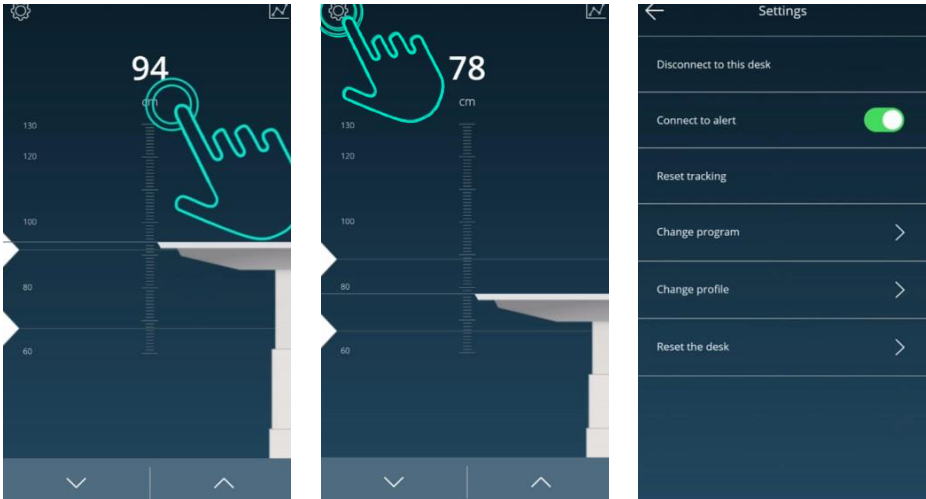 94
cm
130
120
100
80
60
78
cm
130
120
100
80
60
Settings
Disconnect to this desk
Connect to alert
Reset tracking
Change program
Change profile
Reset the desk